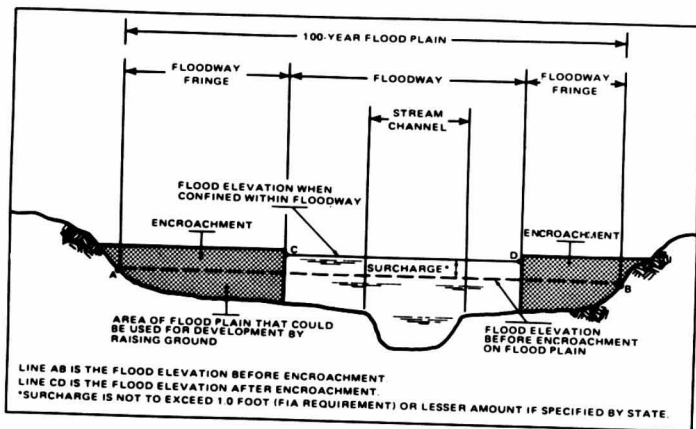 100-YEAR FLOOD PLAIN
FLOODWAY
FRINGE
FLOODWAY
FLOODWAY
FRINGE
STREAM
CHANNEL
FLOOD ELEVATION WHEN
CONFINED WITHIN FLOODWAY
ENCROACHMENT
ENCROACHMENT
C
D
SURCHARGE*
A
B
AREA OF FLOOD PLAIN THAT COULD
BE USED FOR DEVELOPMENT BY
RAISING GROUND
FLOOD ELEVATION
BEFORE ENCROACHMENT
ON FLOOD PLAIN
LINE AB IS THE FLOOD ELEVATION BEFORE ENCROACHMENT
LINE CD IS THE FLOOD ELEVATION AFTER ENCROACHMENT.
*SURCHARGE IS NOT TO EXCEED 1.0 FOOT (FIA REQUIREMENT) OR LESSER AMOUNT IF SPECIFIED BY STATE.